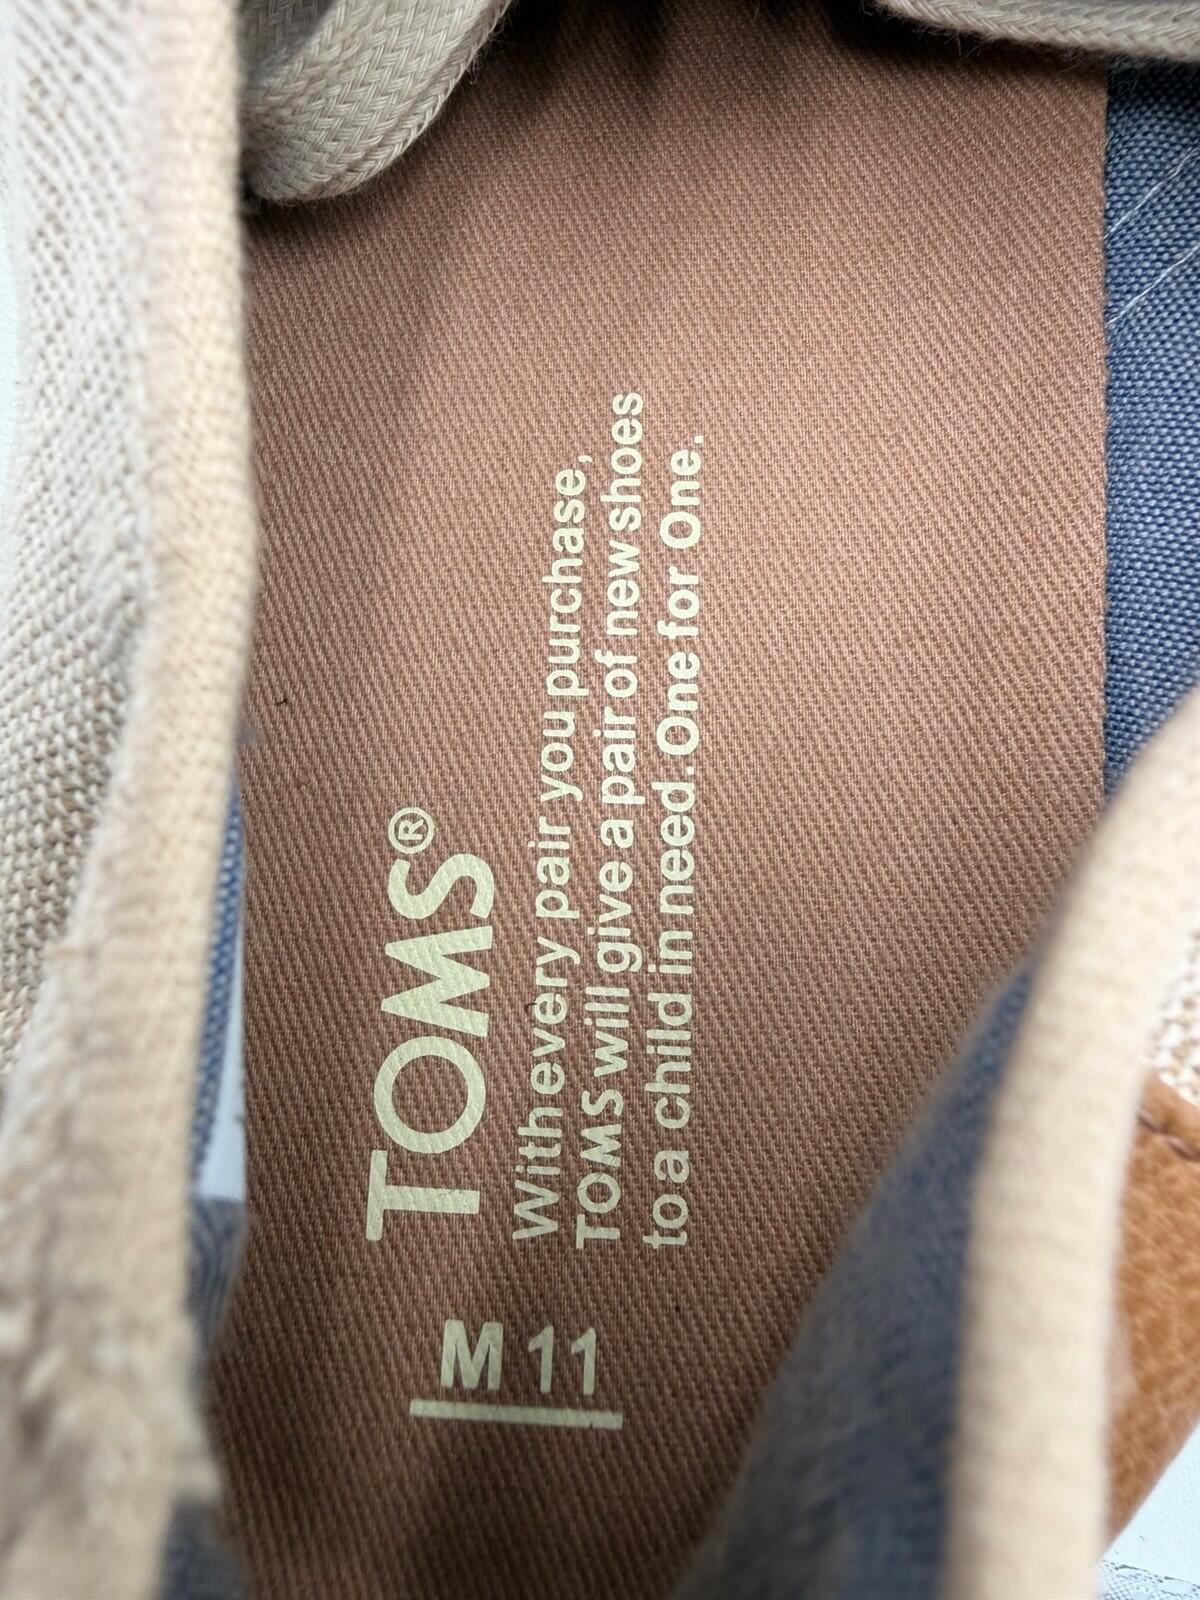 TOMS®
With every pair you purchase,
TOMS will give a pair of new shoes
to a child in need. One for One.
M 11